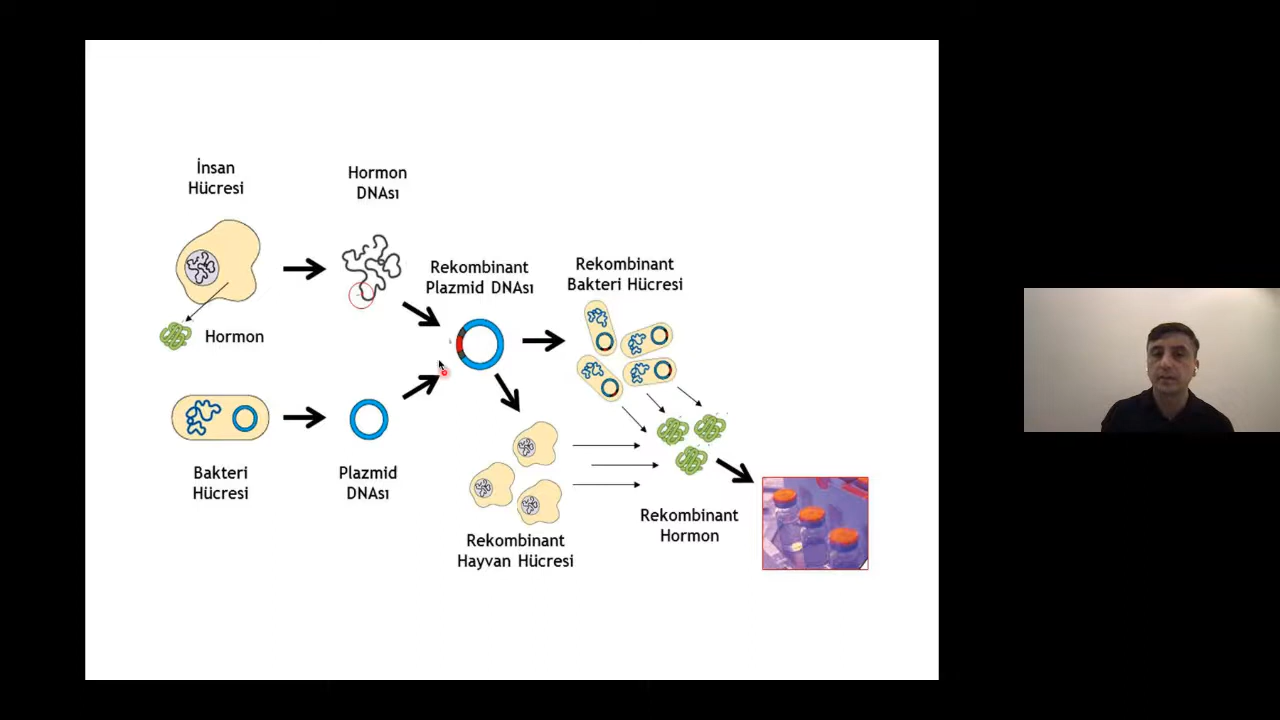 İnsan
Hücresi
Hormon
DNAsı
Rekombinant
Plazmid DNAsı
Rekombinant
Bakteri Hücresi
Hormon
Bakteri
Hücresi
Plazmid
DNAsı
Rekombinant
Hayvan Hücresi
Rekombinant
Hormon